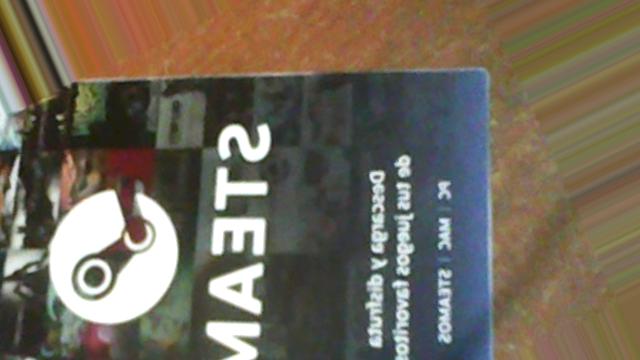 STEAM
Descarga y disfruta
de tus juegos favoritos
PC | MAC | STEAMOS